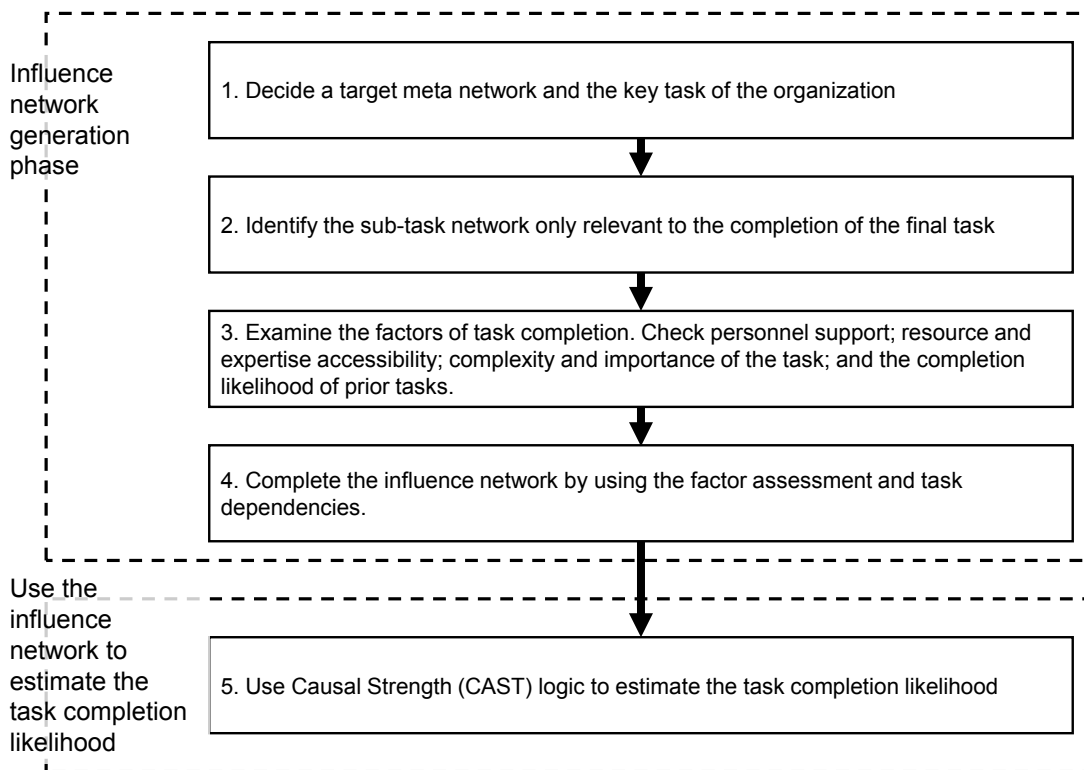 Influence
network
generation
phase
1. Decide a target meta network and the key task of the organization
2. Identify the sub-task network only relevant to the completion of the final task
3. Examine the factors of task completion. Check personnel support; resource and
expertise accessibility; complexity and importance of the task; and the completion
likelihood of prior tasks.
4. Complete the influence network by using the factor assessment and task
dependencies.
Use the
influence
network to
estimate the
task completion
likelihood
5. Use Causal Strength (CAST) logic to estimate the task completion likelihood